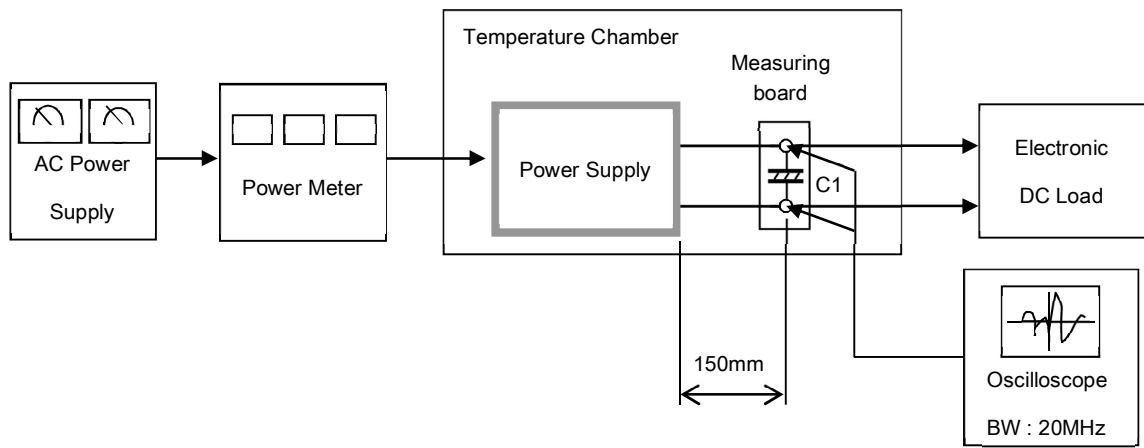 Temperature Chamber
Measuring
board
AC Power
Supply
Power Meter
Power Supply
C1
Electronic
DC Load
150mm
Oscilloscope
BW : 20MHz